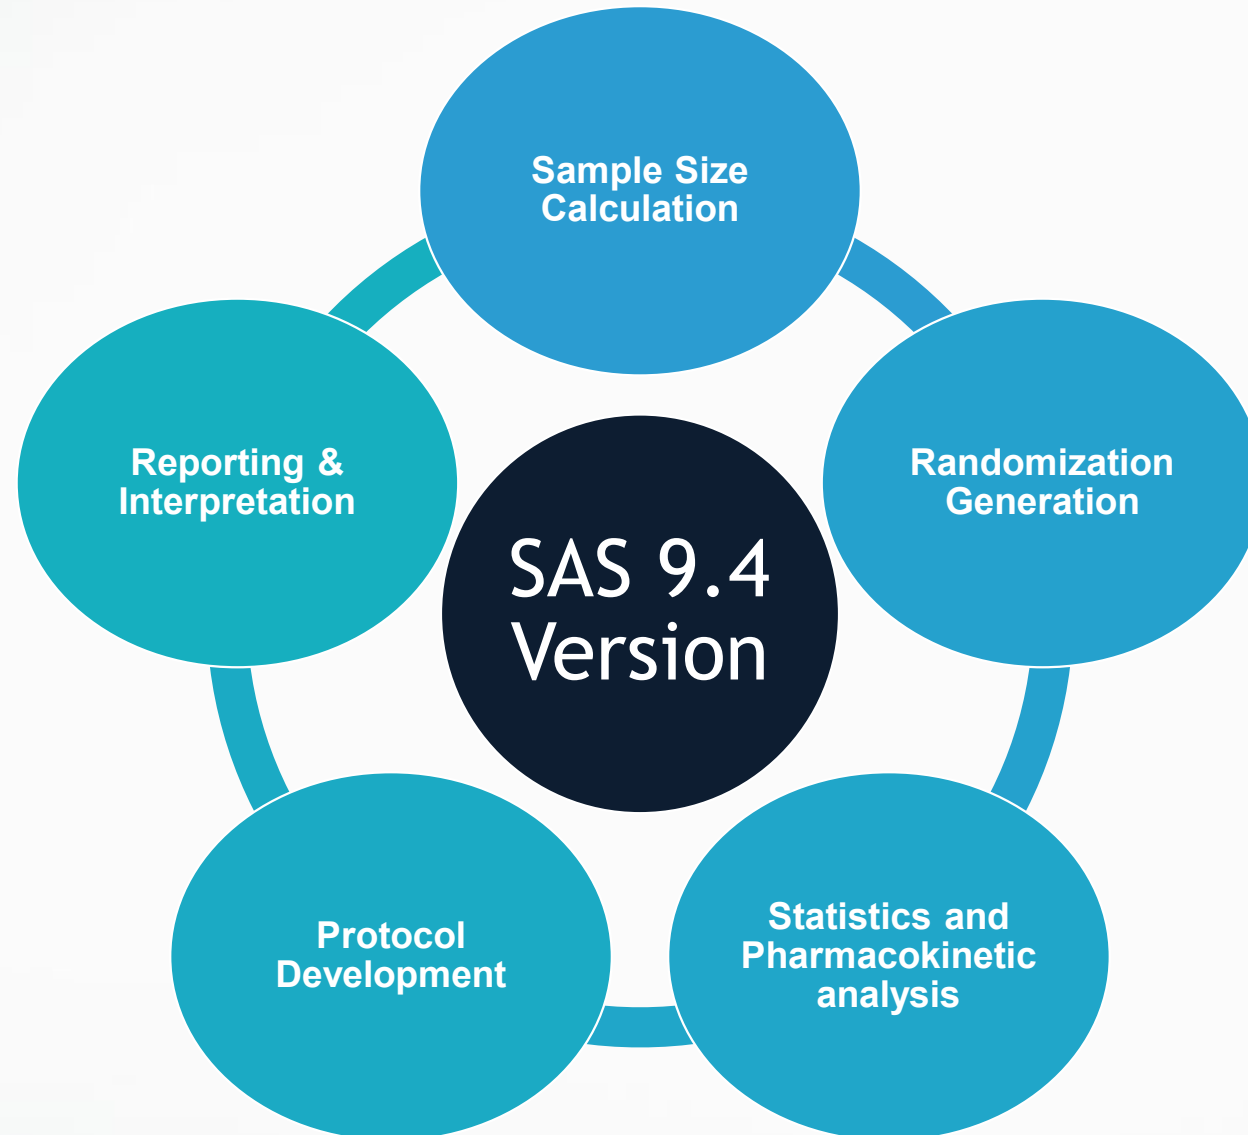 Sample Size
Calculation
Randomization
Generation
Statistics and
Pharmacokinetic
analysis
Protocol
Development
Reporting &
Interpretation
SAS 9.4
Version